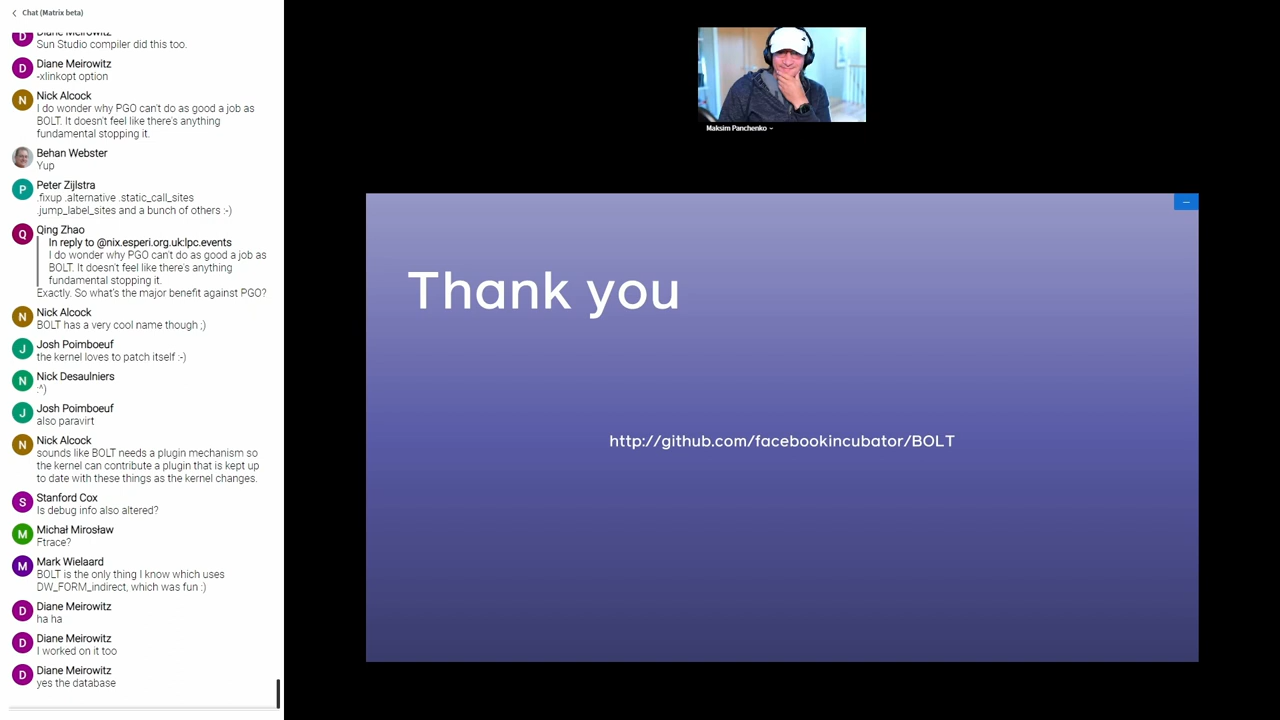 Chat (Matrix beta)
Diane Meirowitz
Sun Studio compiler did this too.
Diane Meirowitz
-xlinkopt option
Nick Alcock
I do wonder why PGO can't do as good a job as
BOLT. It doesn't feel like there's anything
fundamental stopping it.
Behan Webster
Yup
Peter Zijlstra
.fixup .alternative .static_call_sites
.jump_label_sites and a bunch of others :-)
Qing Zhao
In reply to @nix.esperi.org.uk:lpc.events
I do wonder why PGO can't do as good a job as
BOLT. It doesn't feel like there's anything
fundamental stopping it.
Exactly. So what's the major benefit against PGO?
Nick Alcock
BOLT has a very cool name though ;)
Josh Poimboeuf
the kernel loves to patch itself :-)
Nick Desaulniers
:^)
Josh Poimboeuf
also paravirt
Nick Alcock
sounds like BOLT needs a plugin mechanism so
the kernel can contribute a plugin that is kept up
to date with these things as the kernel changes.
Stanford Cox
Is debug info also altered?
Michał Mirosław
Ftrace?
Mark Wielaard
BOLT is the only thing I know which uses
DW_FORM_indirect, which was fun :)
Diane Meirowitz
ha ha
Diane Meirowitz
I worked on it too
Diane Meirowitz
yes the database
Maksim Panchenko
Thank you
http://github.com/facebookincubator/BOLT